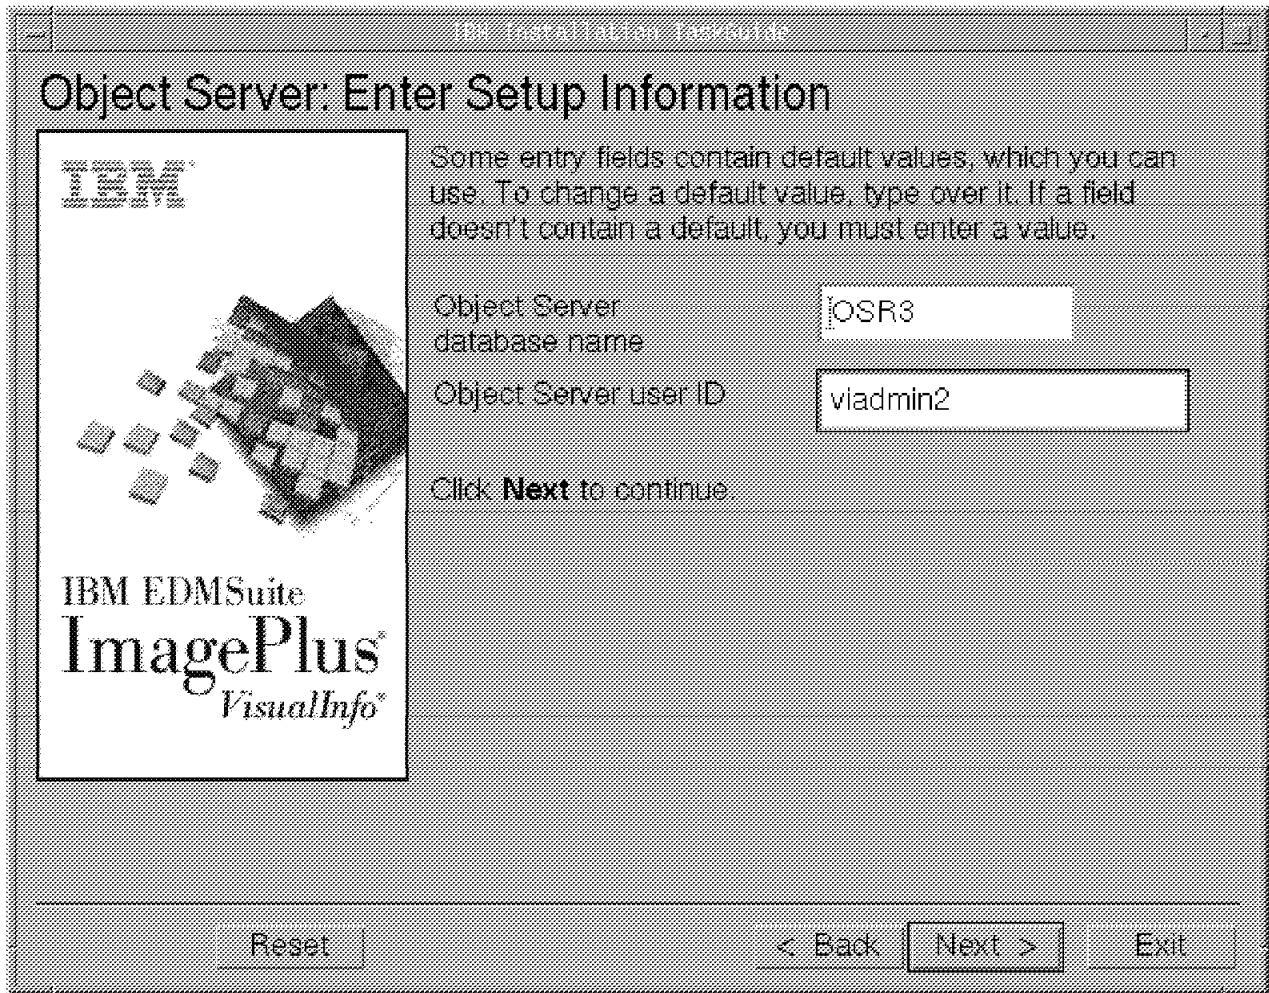 IBM Installation TaskGuide
Object Server: Enter Setup Information
IBM
Some entry fields contain default values, which you can
use. To change a default value, type over it. If a field
doesn't contain a default, you must enter a value.
Object Server
database name
OSR3
Object Server user ID
viadmin2
Click Next to continue
IBM EDMSuite
ImagePlus®
VisualInfo®
Reset
< Back
Next >
Exit